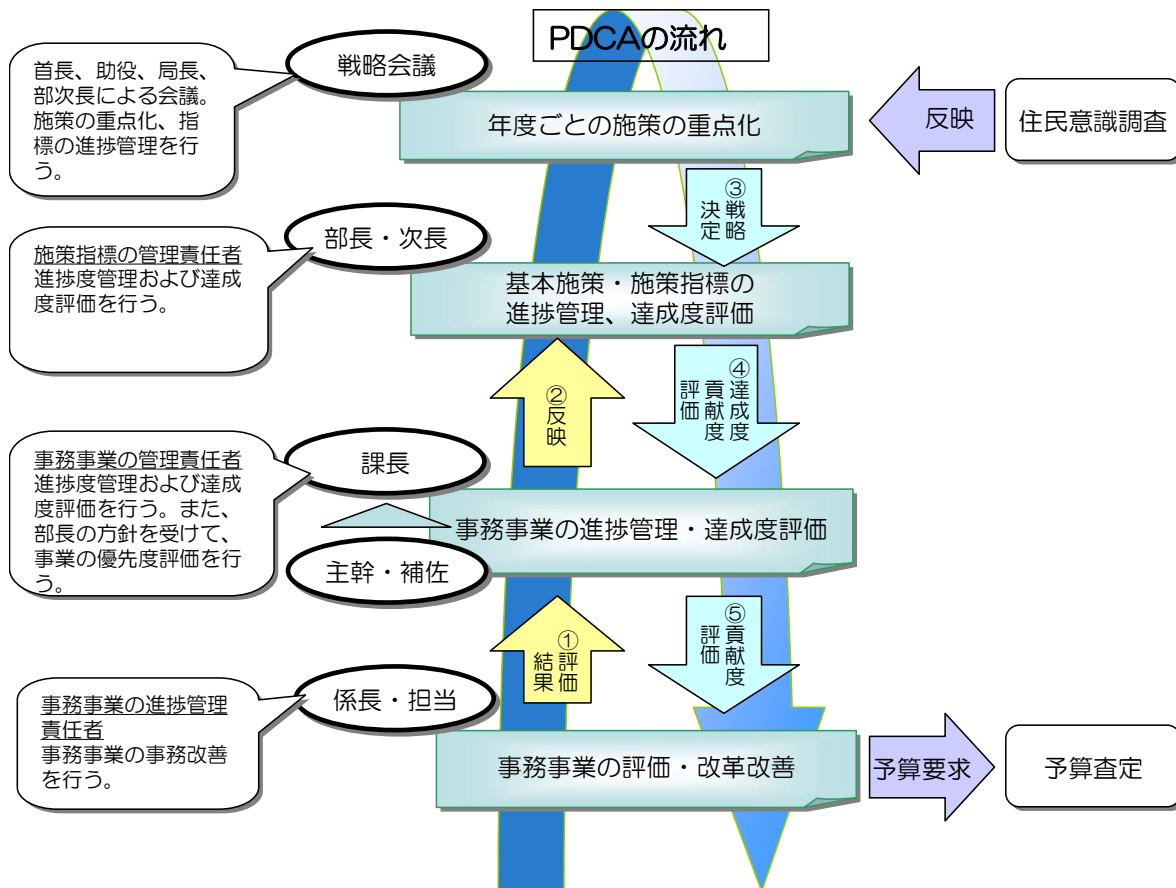 PDCAの流れ
戦略会議
首長、助役、局長、
部次長による会議。
施策の重点化、指
標の進捗管理を行
う。
年度ごとの施策の重点化
反映
住民意識調査
③戦略
決定
部長・次長
施策指標の管理責任者
進捗度管理および達成
度評価を行う。
基本施策・施策指標の
進捗管理、達成度評価
②反映
④達成度
貢献度
評価
課長
事務事業の管理責任者
進捗度管理および達成
度評価を行う。また、
部長の方針を受けて、
事業の優先度評価を行
う。
事務事業の進捗管理・達成度評価
主幹・補佐
①評価
結果
⑤貢献度
評価
係長・担当
事務事業の進捗管理
責任者
事務事業の事務改善
を行う。
事務事業の評価・改革改善
予算要求
予算査定